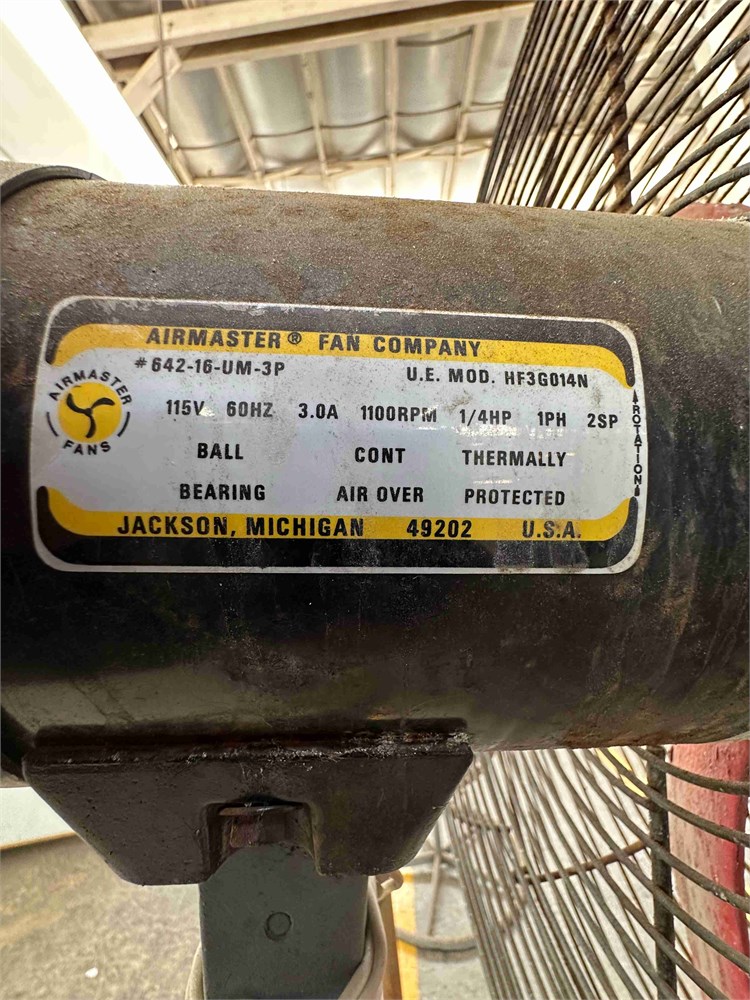 AIRMASTER® FAN COMPANY
#642-16-UM-3P U.E. MOD. HF3G014N
AIRMASTER
FANS
115V 60HZ 3.0A 1100RPM 1/4HP 1PH 2SP
BALL CONT THERMALLY
BEARING AIR OVER PROTECTED
ROTATION
JACKSON, MICHIGAN 49202 U.S.A.